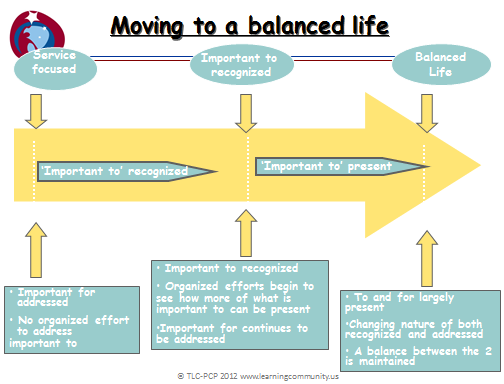 Moving to a balanced life
Service
focused
Important to
recognized
Balanced
Life
'Important to' recognized
'Important to' present
• Important for
addressed
• No organized effort
to address
important to
• Important to recognized
• Organized efforts begin to
see how more of what is
important to can be present
•Important for continues to
be addressed
• To and for largely
present
•Changing nature of both
recognized and addressed
• A balance between the 2
is maintained
© TLC-PCP 2012 www.learningcommunity.us